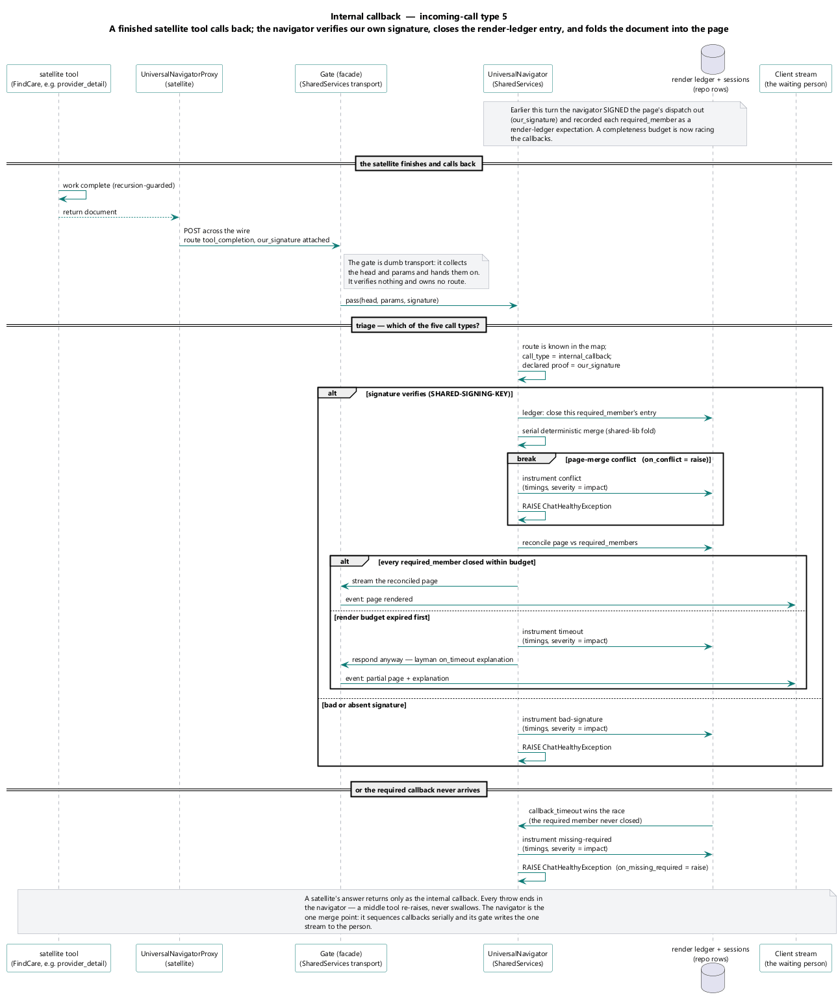 Internal callback — incoming-call type 5
A finished satellite tool calls back; the navigator verifies our own signature, closes the render-ledger entry, and folds the document into the page
satellite tool
(FindCare, e.g. provider_detail)
UniversalNavigatorProxy
(satellite)
Gate (facade)
(SharedServices transport)
UniversalNavigator
(SharedServices)
render ledger + sessions
(repo rows)
Client stream
(the waiting person)
Earlier this turn the navigator SIGNED the page's dispatch out
(our_signature) and recorded each required_member as a
render-ledger expectation. A completeness budget is now racing
the callbacks.
the satellite finishes and calls back
work complete (recursion-guarded)
return document
POST across the wire
route tool_completion, our_signature attached
The gate is dumb transport: it collects
the head and params and hands them on.
It verifies nothing and owns no route.
pass(head, params, signature)
triage — which of the five call types?
route is known in the map;
call_type = internal_callback;
declared proof = our_signature
alt [signature verifies (SHARED-SIGNING-KEY)]
ledger: close this required_member's entry
serial deterministic merge (shared-lib fold)
break [page-merge conflict (on_conflict = raise)]
instrument conflict
(timings, severity = impact)
RAISE ChatHealthyException
reconcile page vs required_members
alt [every required_member closed within budget]
stream the reconciled page
event: page rendered
[render budget expired first]
instrument timeout
(timings, severity = impact)
respond anyway — layman on_timeout explanation
event: partial page + explanation
[bad or absent signature]
instrument bad-signature
(timings, severity = impact)
RAISE ChatHealthyException
or the required callback never arrives
callback_timeout wins the race
(the required member never closed)
instrument missing-required
(timings, severity = impact)
RAISE ChatHealthyException (on_missing_required = raise)
A satellite's answer returns only as the internal callback. Every throw ends in
the navigator — a middle tool re-raises, never swallows. The navigator is the
one merge point: it sequences callbacks serially and its gate writes the one
stream to the person.
satellite tool
(FindCare, e.g. provider_detail)
UniversalNavigatorProxy
(satellite)
Gate (facade)
(SharedServices transport)
UniversalNavigator
(SharedServices)
render ledger + sessions
(repo rows)
Client stream
(the waiting person)